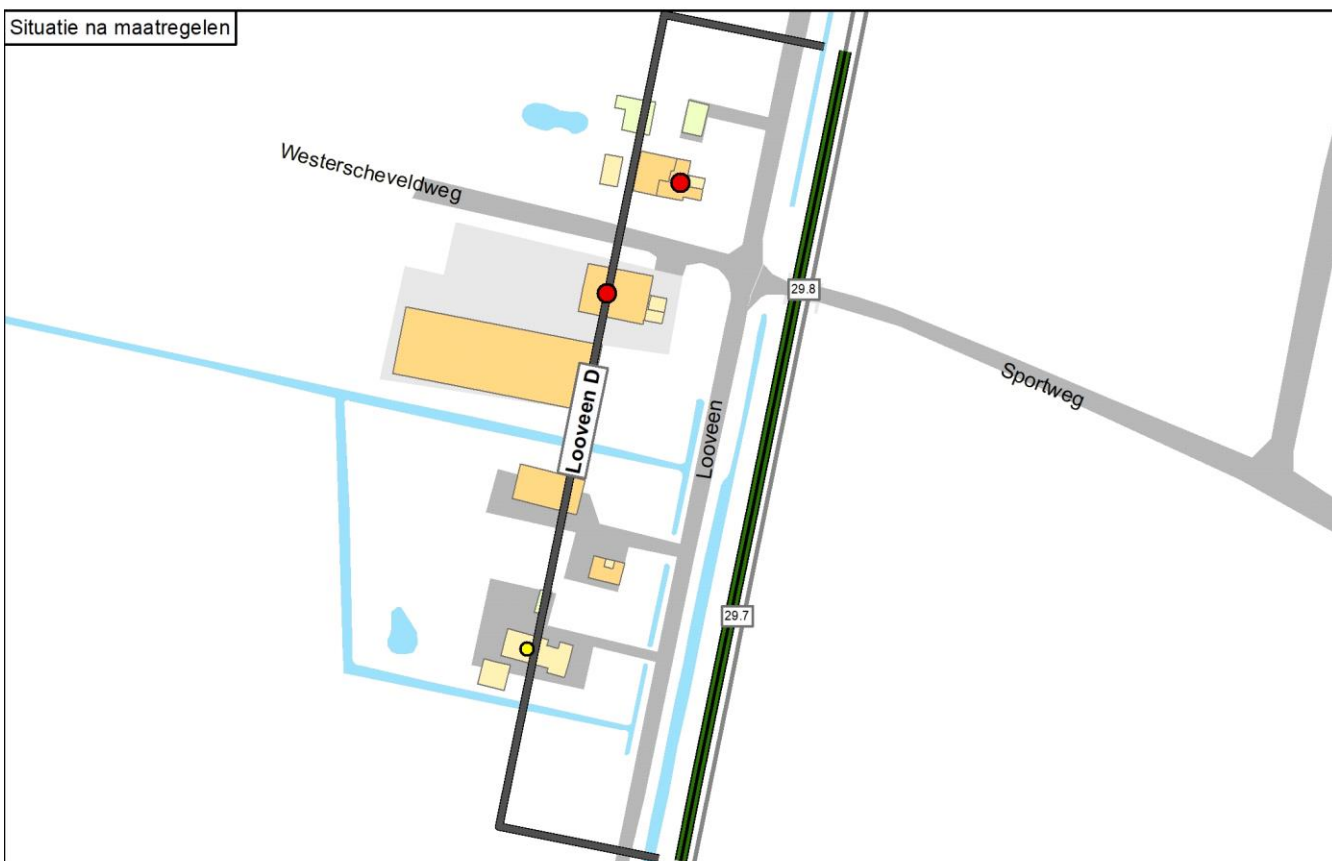 Situatie na maatregelen
Westerscheveldweg
29.8
Sportweg
Looveen D
Looveen
29.7